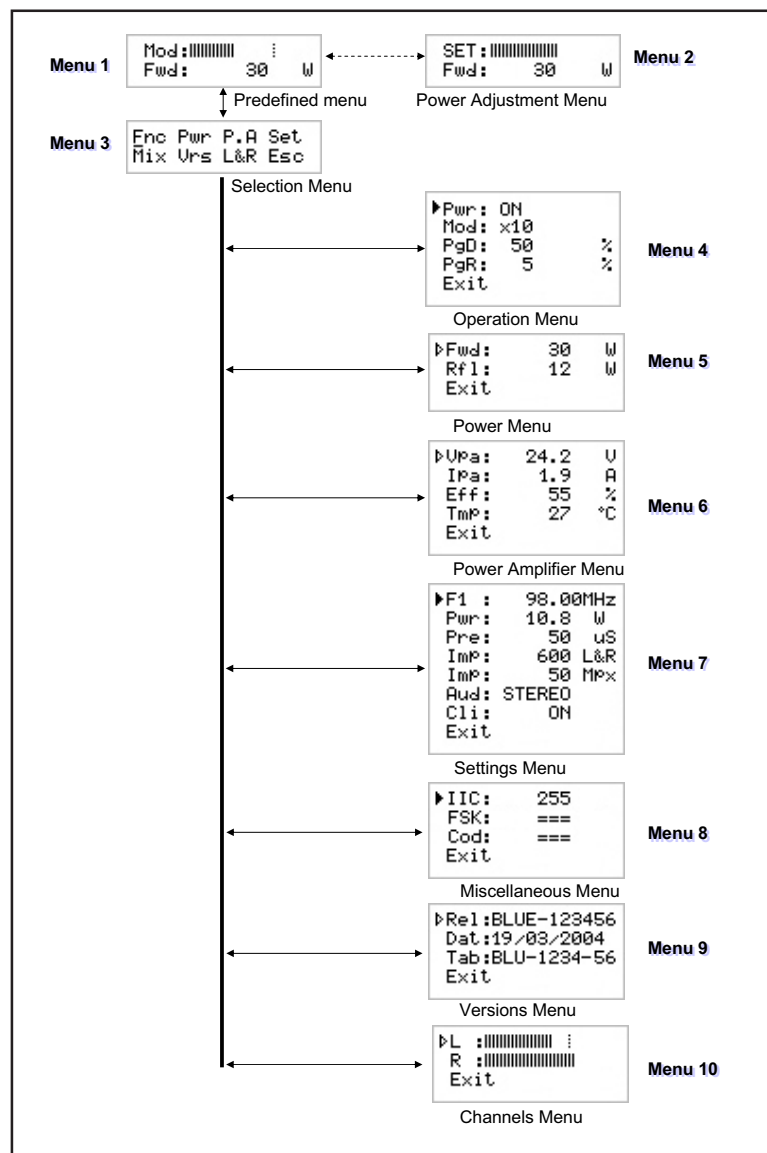 Menu 1
Mod:
Fwd: 30 W
SET:
Fwd: 30 W
Menu 2
Predefined menu
Power Adjustment Menu
Menu 3
Fnc Pwr P.A Set
Mix Vrs L&R Esc
Selection Menu
Pwr: ON
Mod: x10
PgD: 50 %
PgR: 5 %
Exit
Menu 4
Operation Menu
Fwd: 30 W
Rfl: 12 W
Exit
Menu 5
Power Menu
Vpa: 24.2 V
Ipa: 1.9 A
Eff: 55 %
Tmp: 27 °C
Exit
Menu 6
Power Amplifier Menu
F1 : 98.00MHz
Pwr: 10.8 W
Pre: 50 uS
Imp: 600 L&R
Imp: 50 Mpx
Aud: STEREO
Cli: ON
Exit
Menu 7
Settings Menu
IIC: 255
FSK: ===
Cod: ===
Exit
Menu 8
Miscellaneous Menu
Rel:BLUE-123456
Dat:19/03/2004
Tab:BLU-1234-56
Exit
Menu 9
Versions Menu
L :
R :
Exit
Menu 10
Channels Menu